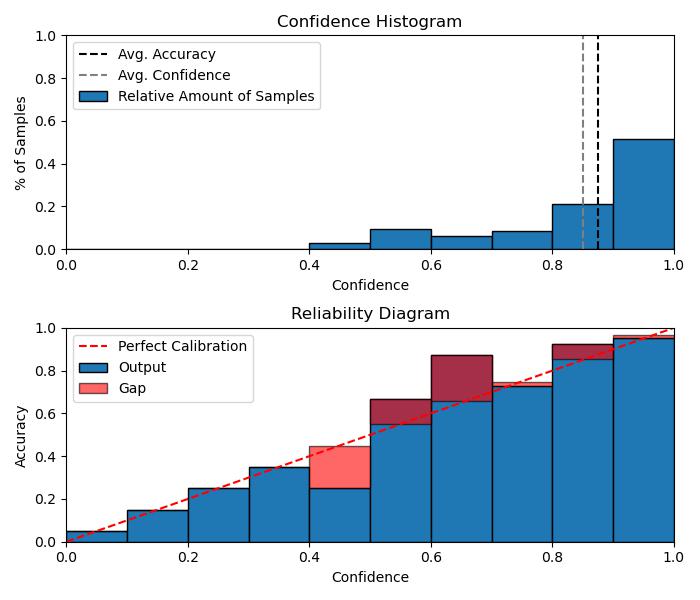 Confidence Histogram
1.0
0.8
0.6
0.4
0.2
0.0
% of Samples
Avg. Accuracy
Avg. Confidence
Relative Amount of Samples
0.0 0.2 0.4 0.6 0.8 1.0
Confidence
Reliability Diagram
1.0
0.8
0.6
0.4
0.2
0.0
Accuracy
Perfect Calibration
Output
Gap
0.0 0.2 0.4 0.6 0.8 1.0
Confidence